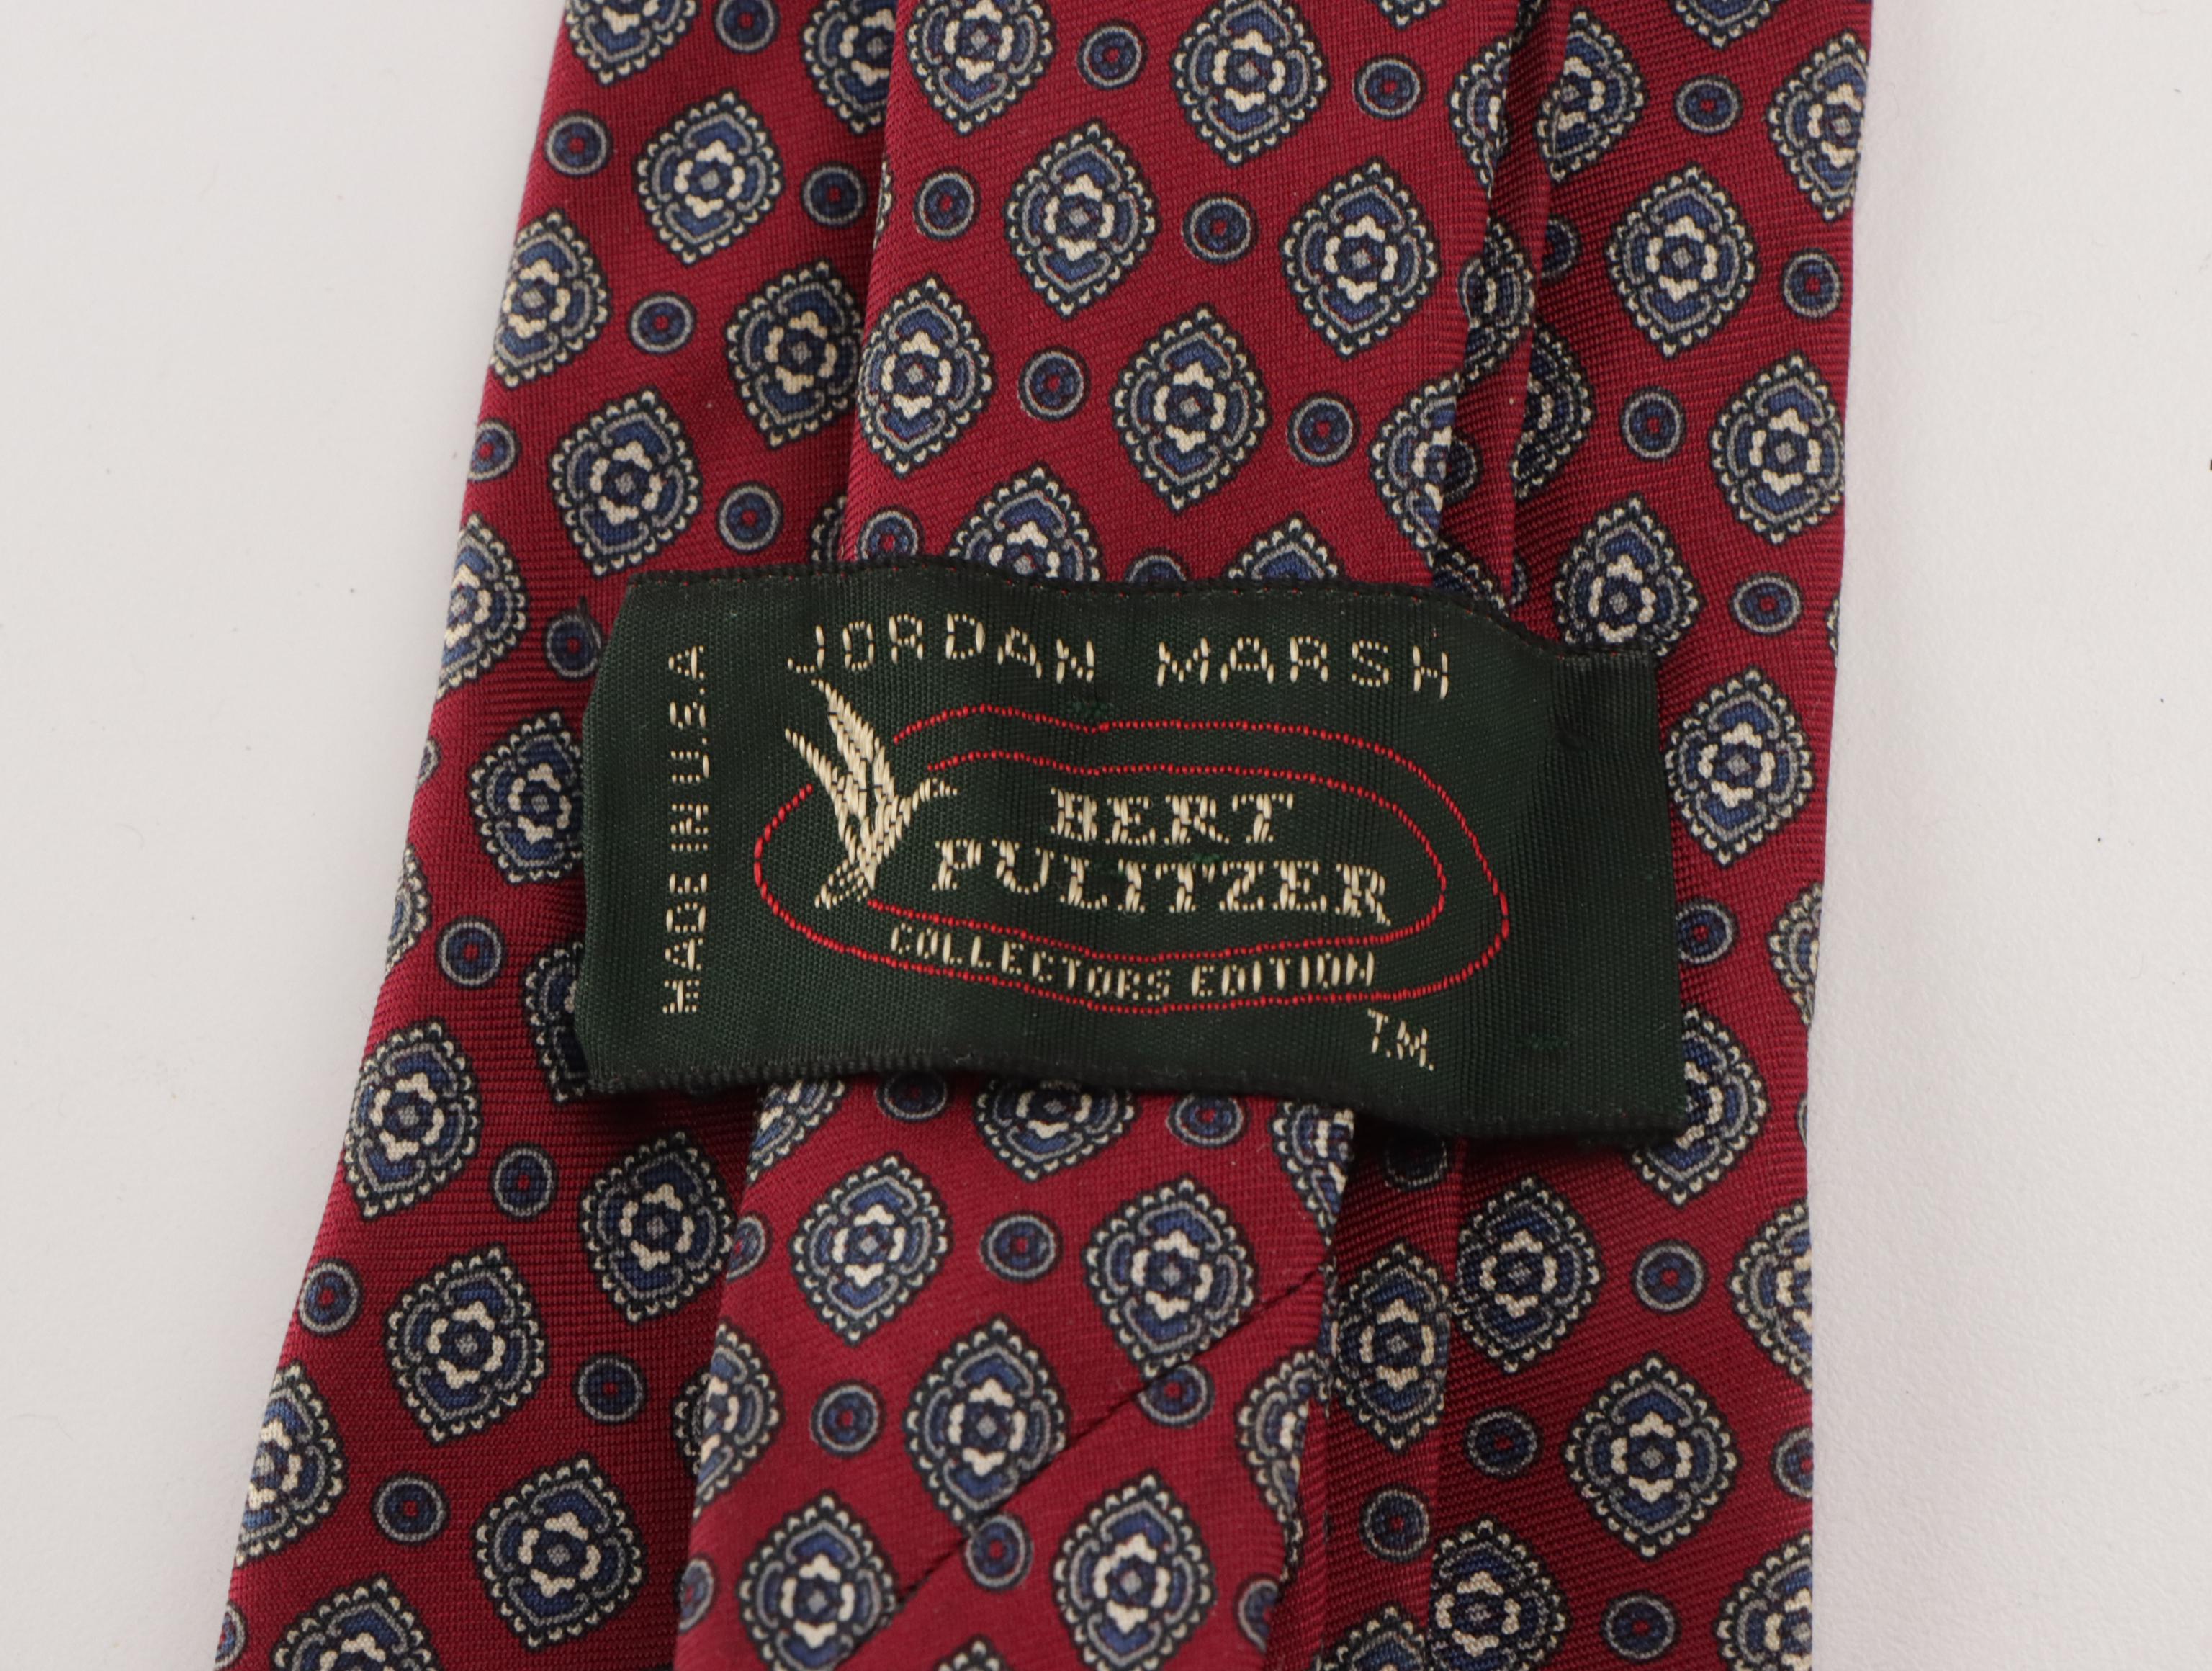 JORDAN MARSH
MADE IN U.S.A
BERT
PULITZER
COLLECTORS EDITION
T.M.